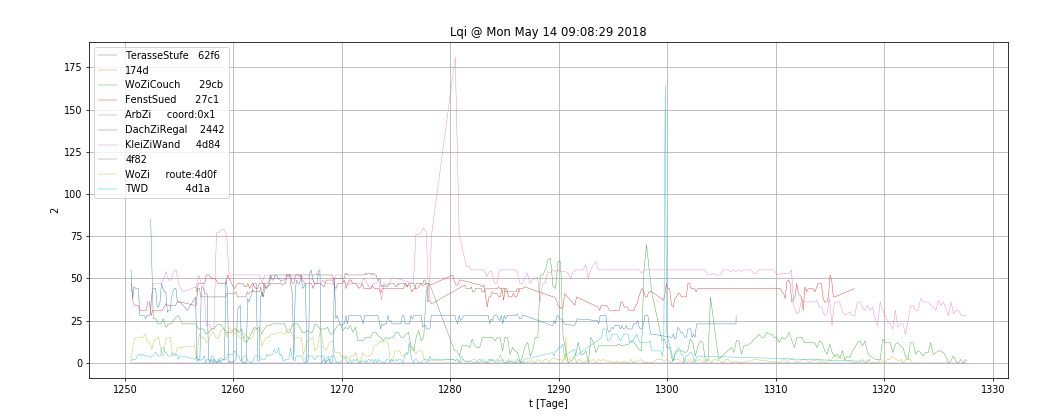 Lqi @ Mon May 14 09:08:29 2018
TerasseStufe 62f6
174d
WoZiCouch 29cb
FenstSued 27c1
ArbZi coord:0x1
DachZiRegal 2442
KleiZiWand 4d84
4f82
WoZi route:4d0f
TWD 4d1a
175
150
125
100
75
50
25
0
2
1250 1260 1270 1280 1290 1300 1310 1320 1330
t [Tage]